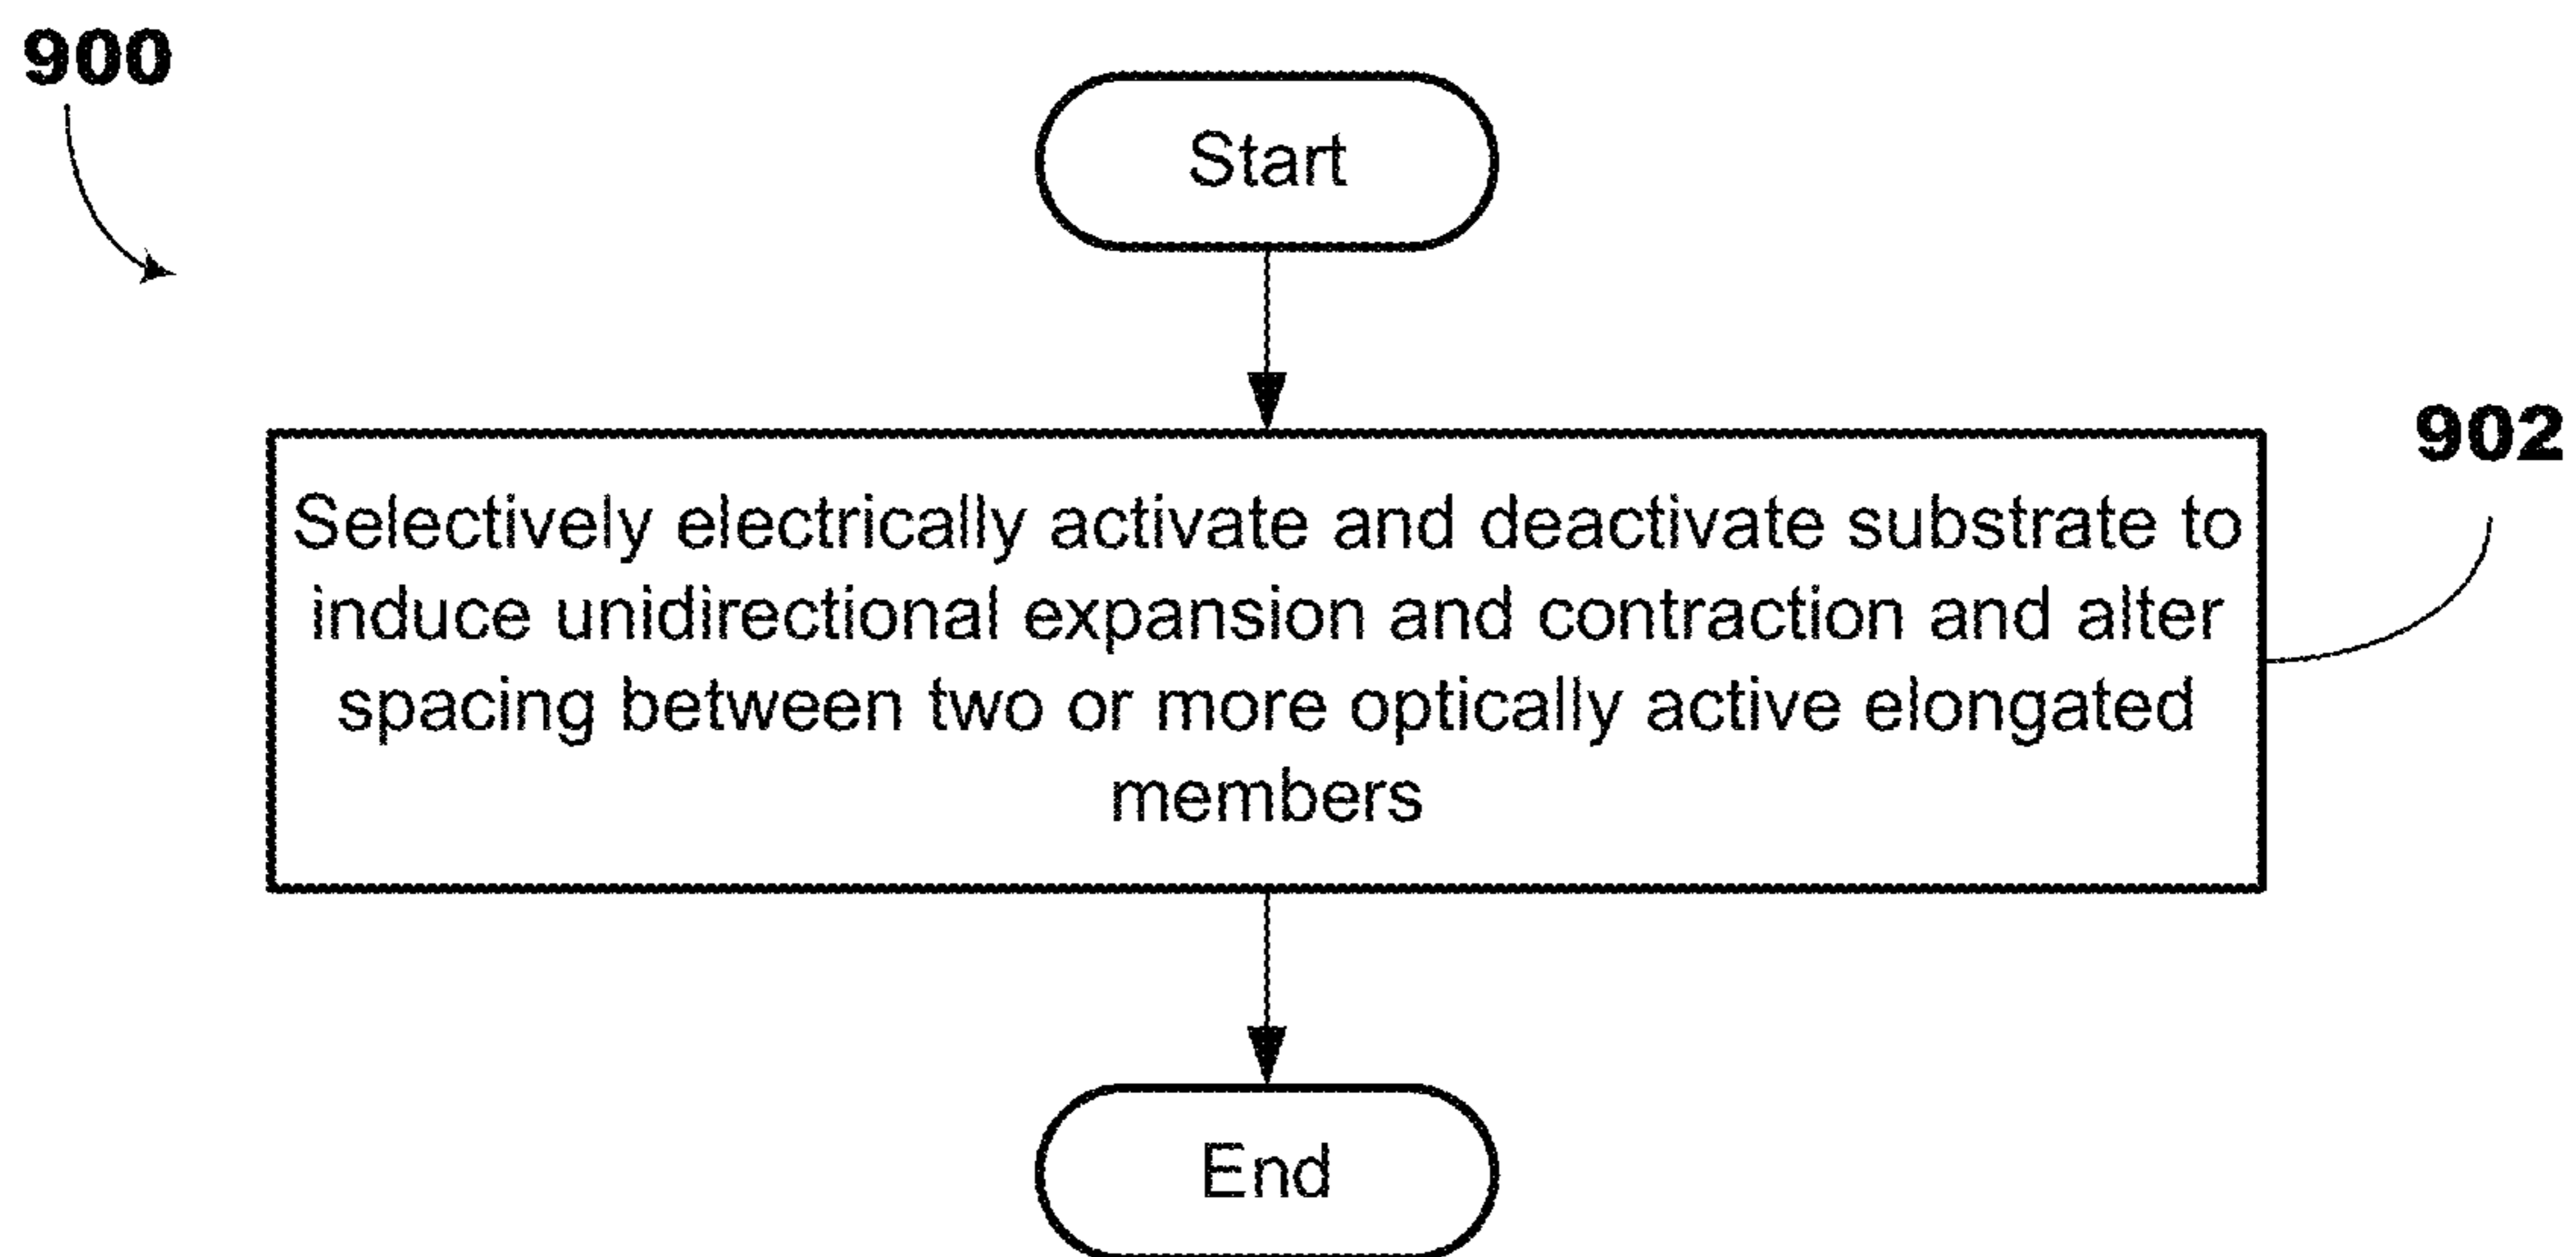 900
Start
902
Selectively electrically activate and deactivate substrate to
induce unidirectional expansion and contraction and alter
spacing between two or more optically active elongated
members
End